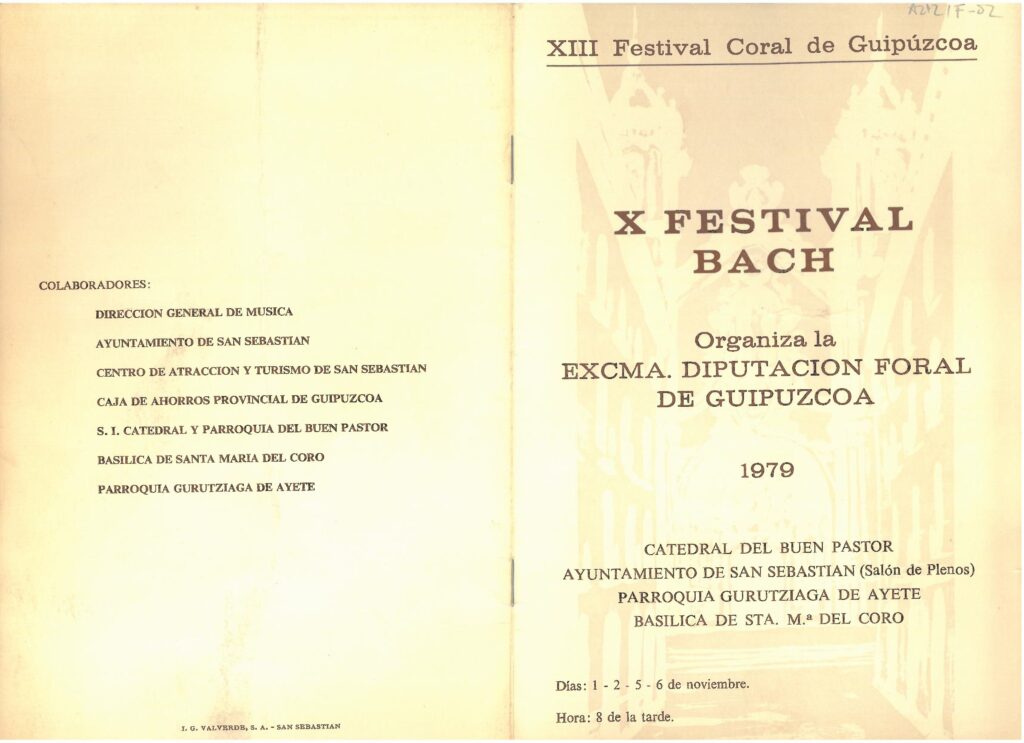 COLABORADORES:
DIRECCION GENERAL DE MUSICA
AYUNTAMIENTO DE SAN SEBASTIAN
CENTRO DE ATRACCION Y TURISMO DE SAN SEBASTIAN
CAJA DE AHORROS PROVINCIAL DE GUIPUZCOA
S. I. CATEDRAL Y PARROQUIA DEL BUEN PASTOR
BASILICA DE SANTA MARIA DEL CORO
PARROQUIA GURUTZIAGA DE AYETE
I. G. VALVERDE, S. A. - SAN SEBASTIAN
XIII Festival Coral de Guipúzcoa
X FESTIVAL
BACH
Organiza la
EXCMA. DIPUTACION FORAL
DE GUIPUZCOA
1979
CATEDRAL DEL BUEN PASTOR
AYUNTAMIENTO DE SAN SEBASTIAN (Salón de Plenos)
PARROQUIA GURUTZIAGA DE AYETE
BASILICA DE STA. M.ª DEL CORO
Días: 1 - 2 - 5 - 6 de noviembre.
Hora: 8 de la tarde.